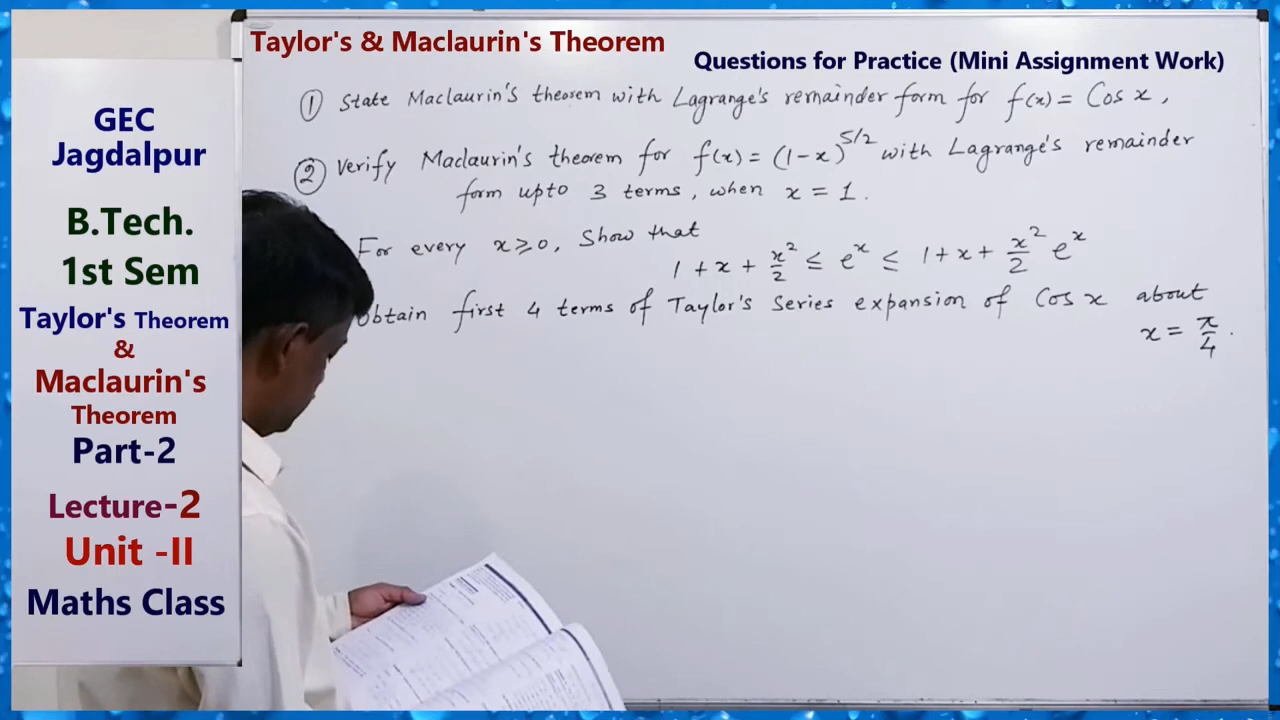 Taylor's & Maclaurin's Theorem
Questions for Practice (Mini Assignment Work)
GEC
Jagdalpur
B.Tech.
1st Sem
Taylor's Theorem
&
Maclaurin's
Theorem
Part-2
Lecture-2
Unit -II
Maths Class
① State Maclaurin's theorem with Lagrange's remainder form for f(x) = Cos x,
② Verify Maclaurin's theorem for f(x) = (1-x)^5/2 with Lagrange's remainder
form upto 3 terms, when x = 1.
For every x ≥ 0, Show that
1 + x + x²/2 ≤ e^x ≤ 1 + x + x²/2 e^x
Obtain first 4 terms of Taylor's Series expansion of Cos x about
x = π/4.